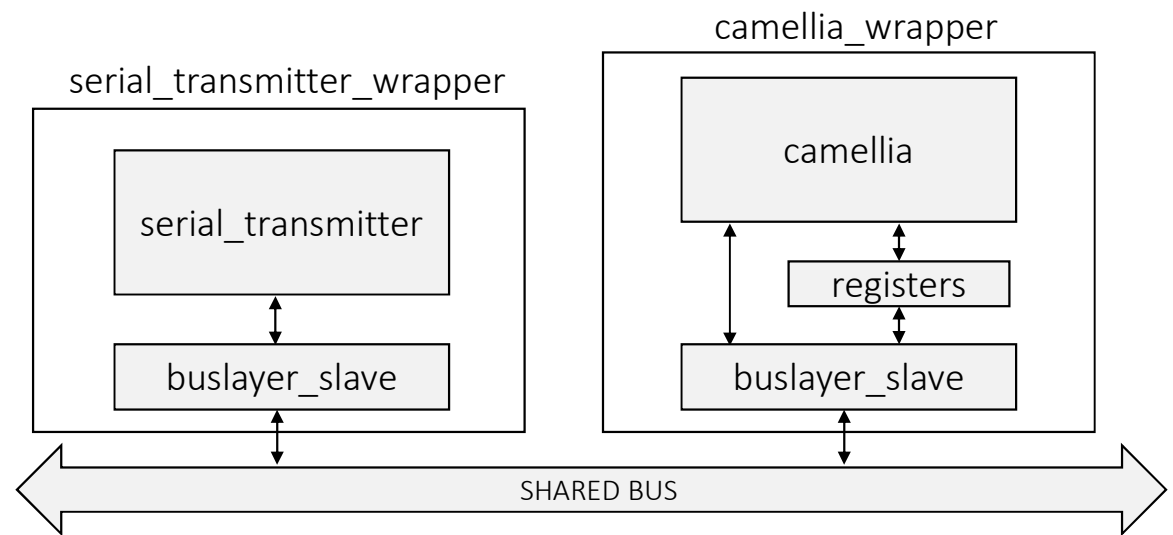 camellia_wrapper
serial_transmitter_wrapper
camellia
serial_transmitter
registers
buslayer_slave
buslayer_slave
SHARED BUS